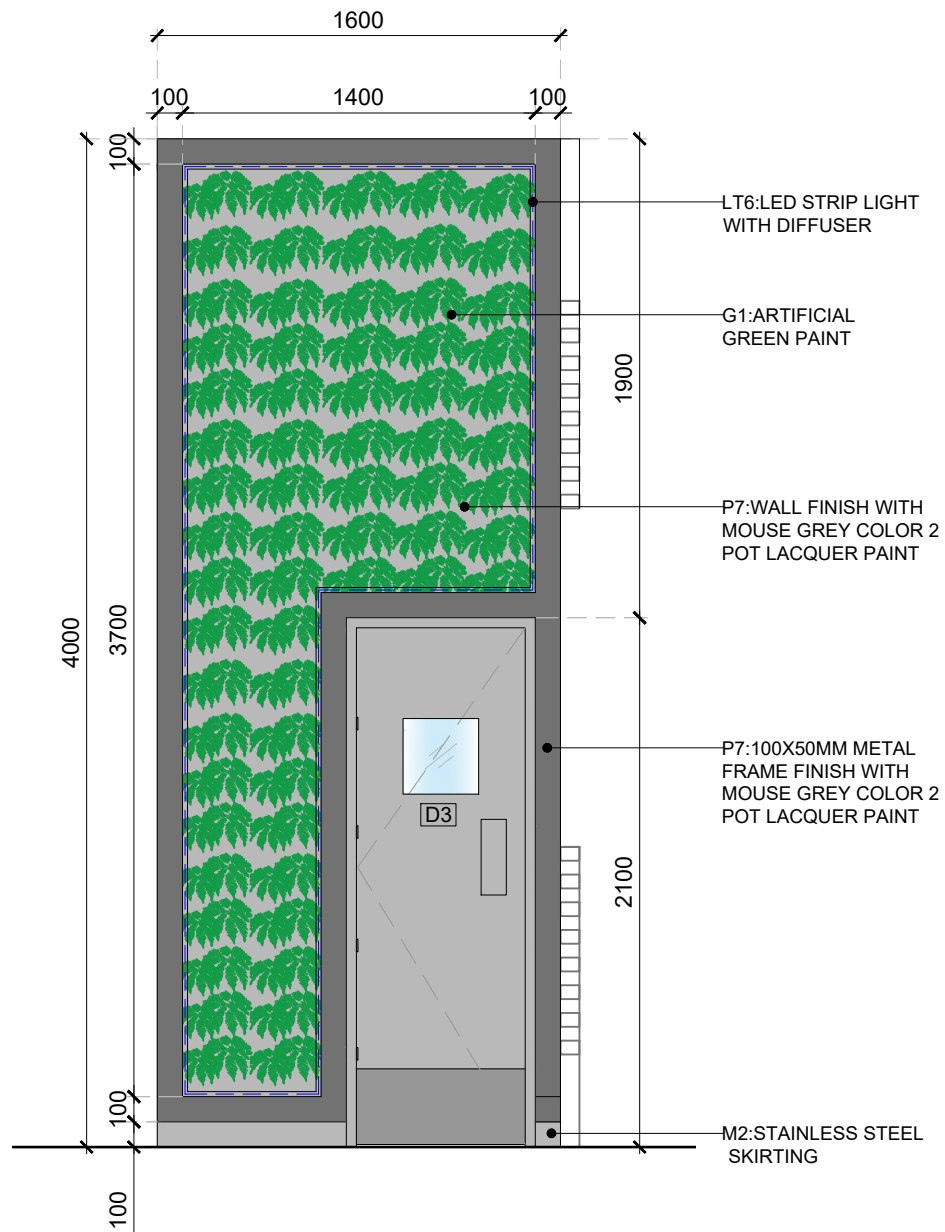 1600
100
1400
100
100
LT6:LED STRIP LIGHT
WITH DIFFUSER
G1:ARTIFICIAL
GREEN PAINT
1900
P7:WALL FINISH WITH
MOUSE GREY COLOR 2
POT LACQUER PAINT
4000
3700
P7:100X50MM METAL
FRAME FINISH WITH
MOUSE GREY COLOR 2
POT LACQUER PAINT
D3
2100
100
M2:STAINLESS STEEL
SKIRTING
100